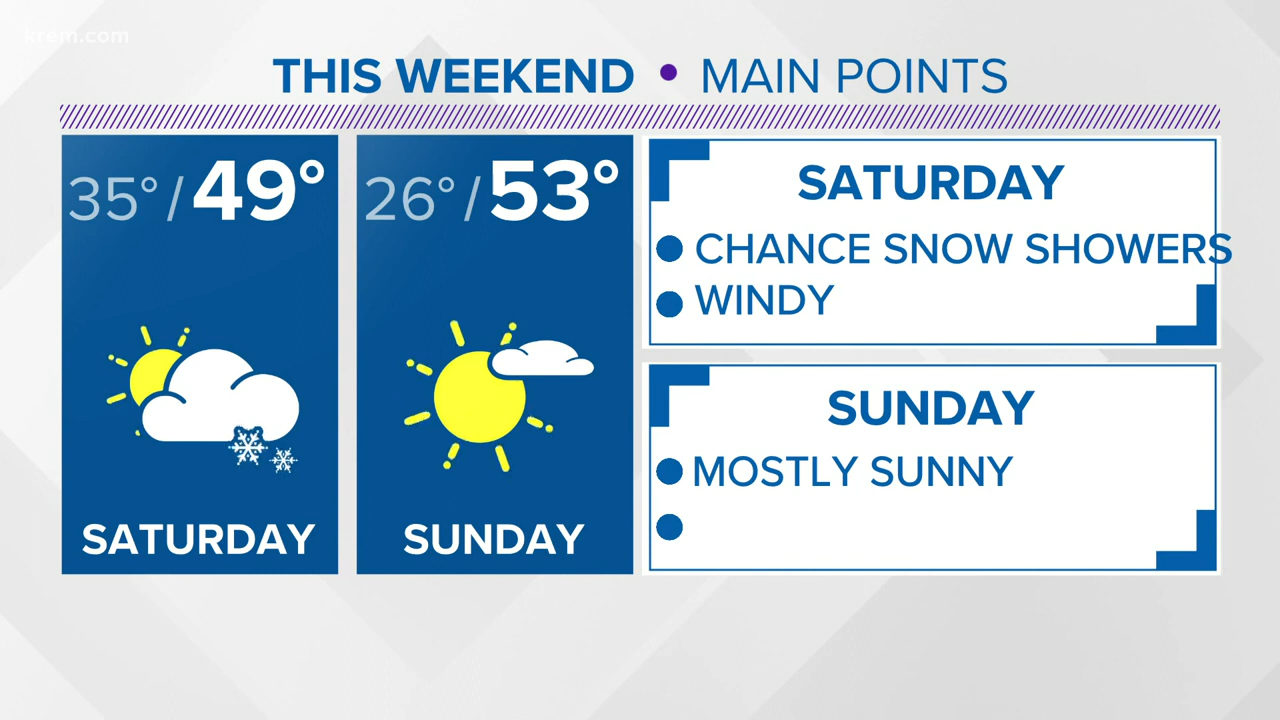 krem.com
THIS WEEKEND • MAIN POINTS
35°/49°
SATURDAY
26°/53°
SUNDAY
SATURDAY
● CHANCE SNOW SHOWERS
● WINDY
SUNDAY
● MOSTLY SUNNY
●